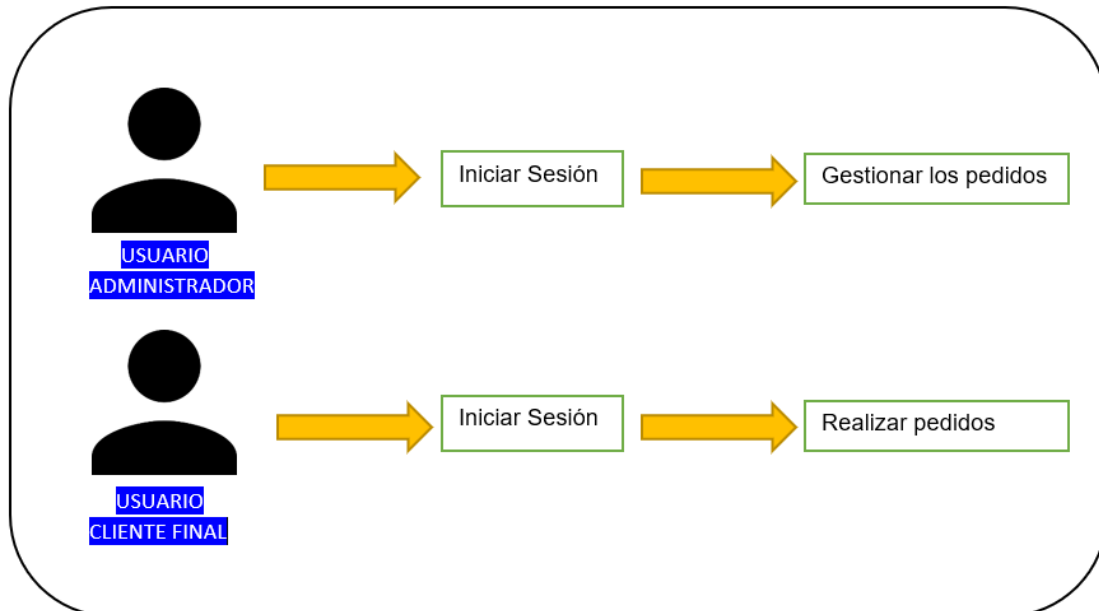 Iniciar Sesión
Gestionar los pedidos
USUARIO
ADMINISTRADOR
Iniciar Sesión
Realizar pedidos
USUARIO
CLIENTE FINAL